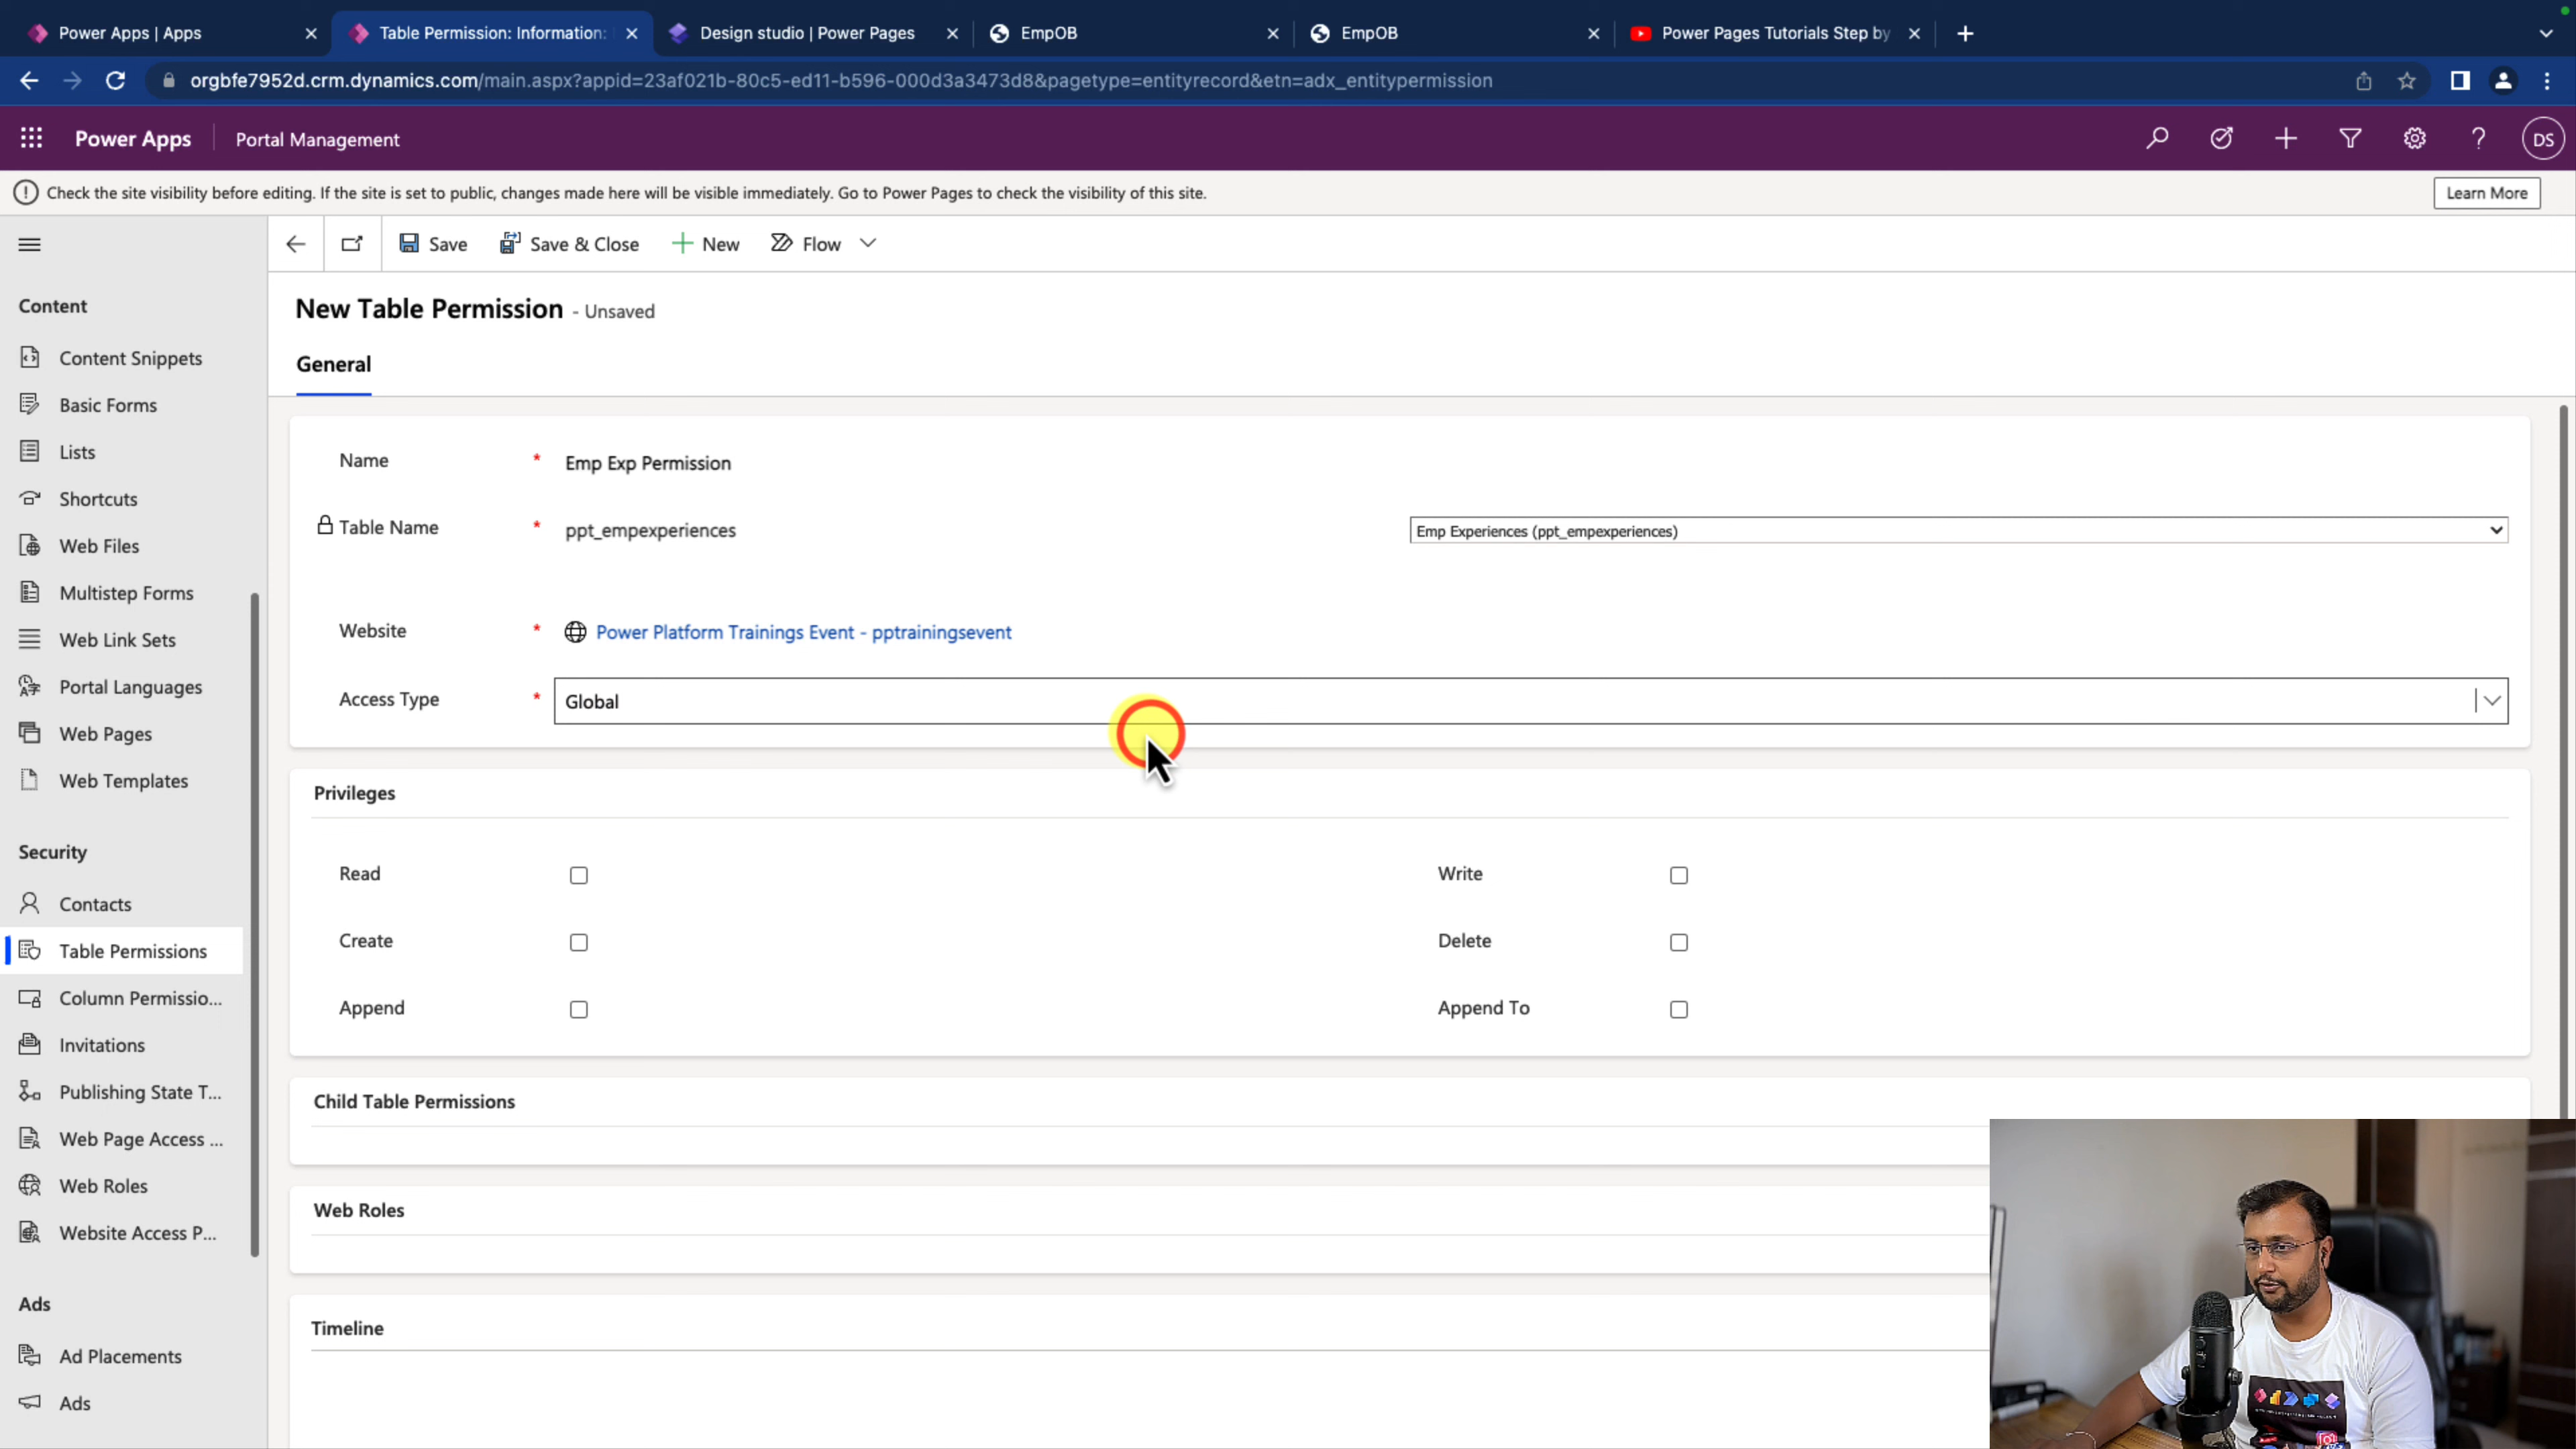 Power Apps | Apps
Table Permission: Information:
Design studio | Power Pages
EmpOB
EmpOB
Power Pages Tutorials Step by
orgbfe7952d.crm.dynamics.com/main.aspx?appid=23af021b-80c5-ed11-b596-000d3a3473d8&pagetype=entityrecord&etn=adx_entitypermission
Power Apps
Portal Management
DS
Check the site visibility before editing. If the site is set to public, changes made here will be visible immediately. Go to Power Pages to check the visibility of this site.
Learn More
Save
Save & Close
New
Flow
Content
Content Snippets
Basic Forms
Lists
Shortcuts
Web Files
Multistep Forms
Web Link Sets
Portal Languages
Web Pages
Web Templates
Security
Contacts
Table Permissions
Column Permissio...
Invitations
Publishing State T...
Web Page Access ...
Web Roles
Website Access P...
Ads
Ad Placements
Ads
New Table Permission - Unsaved
General
Name * Emp Exp Permission
Table Name * ppt_empexperiences
Emp Experiences (ppt_empexperiences)
Website * Power Platform Trainings Event - pptrainingsevent
Access Type * Global
Privileges
Read
Write
Create
Delete
Append
Append To
Child Table Permissions
Web Roles
Timeline